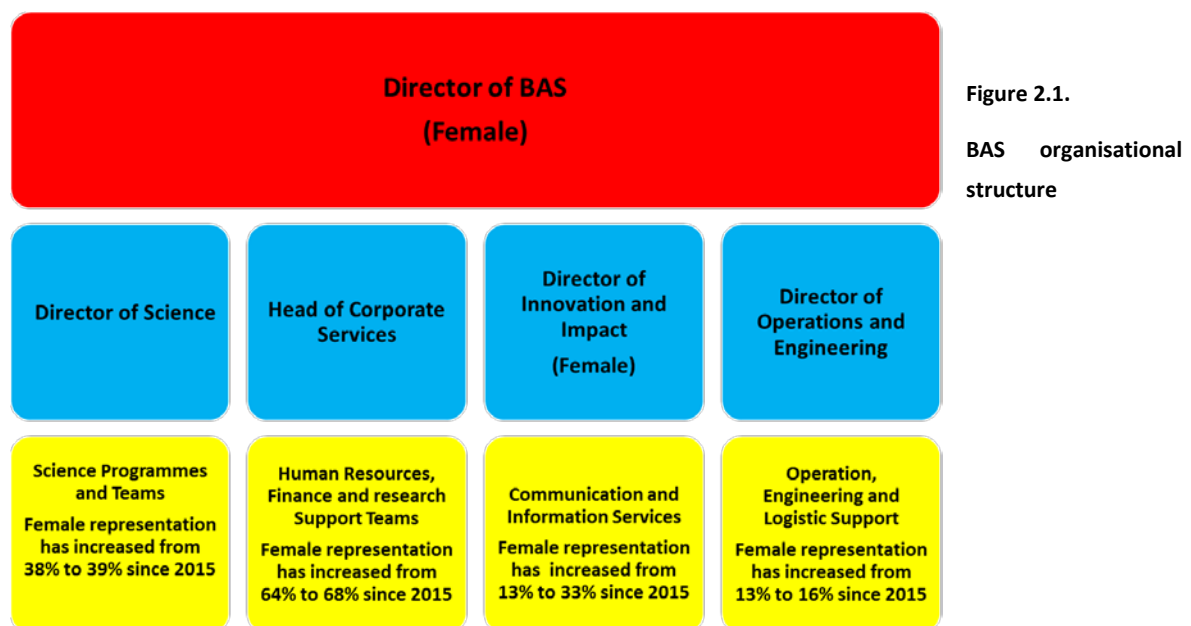 Director of BAS
(Female)
Figure 2.1.
BAS organisational
structure
Director of Science
Head of Corporate
Services
Director of
Innovation and
Impact
(Female)
Director of
Operations and
Engineering
Science Programmes
and Teams
Female representation
has increased from
38% to 39% since 2015
Human Resources,
Finance and research
Support Teams
Female representation
has increased from
64% to 68% since 2015
Communication and
Information Services
Female representation
has increased from
13% to 33% since 2015
Operation,
Engineering and
Logistic Support
Female representation
has increased from
13% to 16% since 2015